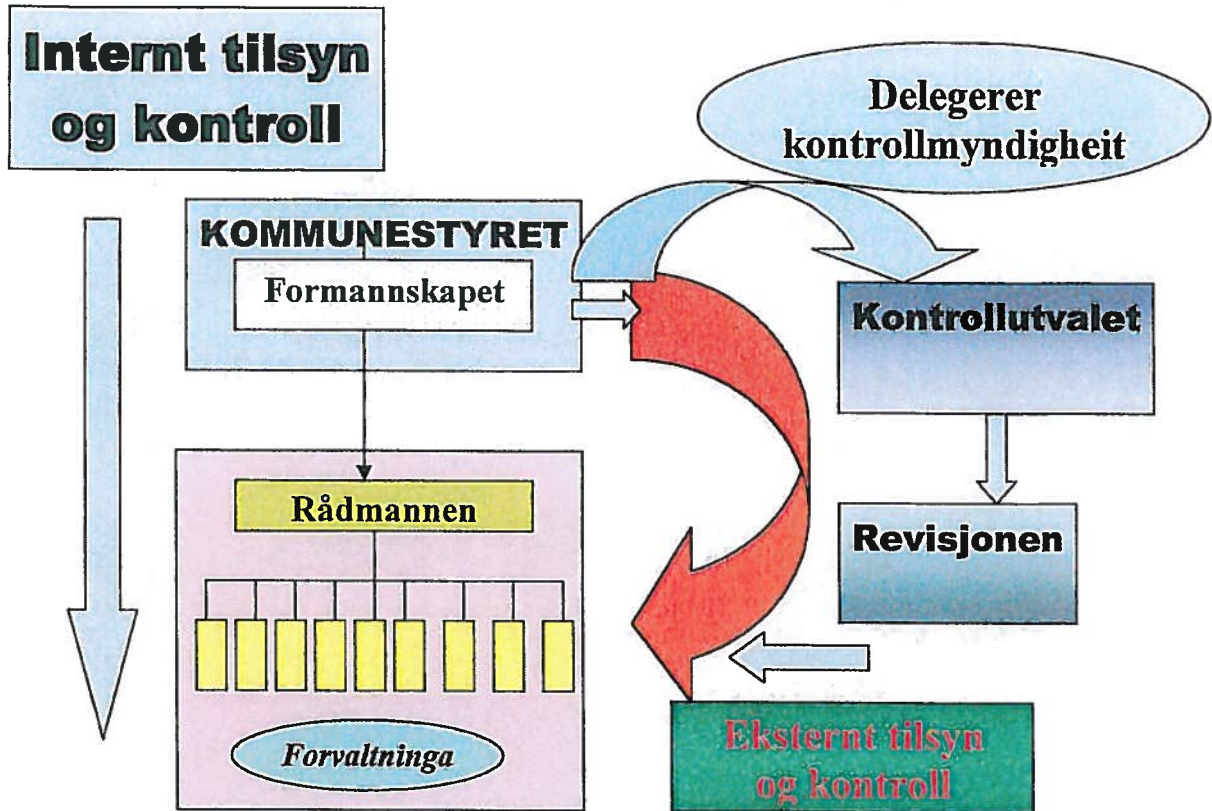 Internt tilsyn
og kontroll
Delegerer
kontrollmyndigheit
KOMMUNESTYRET
Formannskapet
Kontrollutvalet
Rådmannen
Revisjonen
Forvaltninga
Eksternt tilsyn
og kontroll